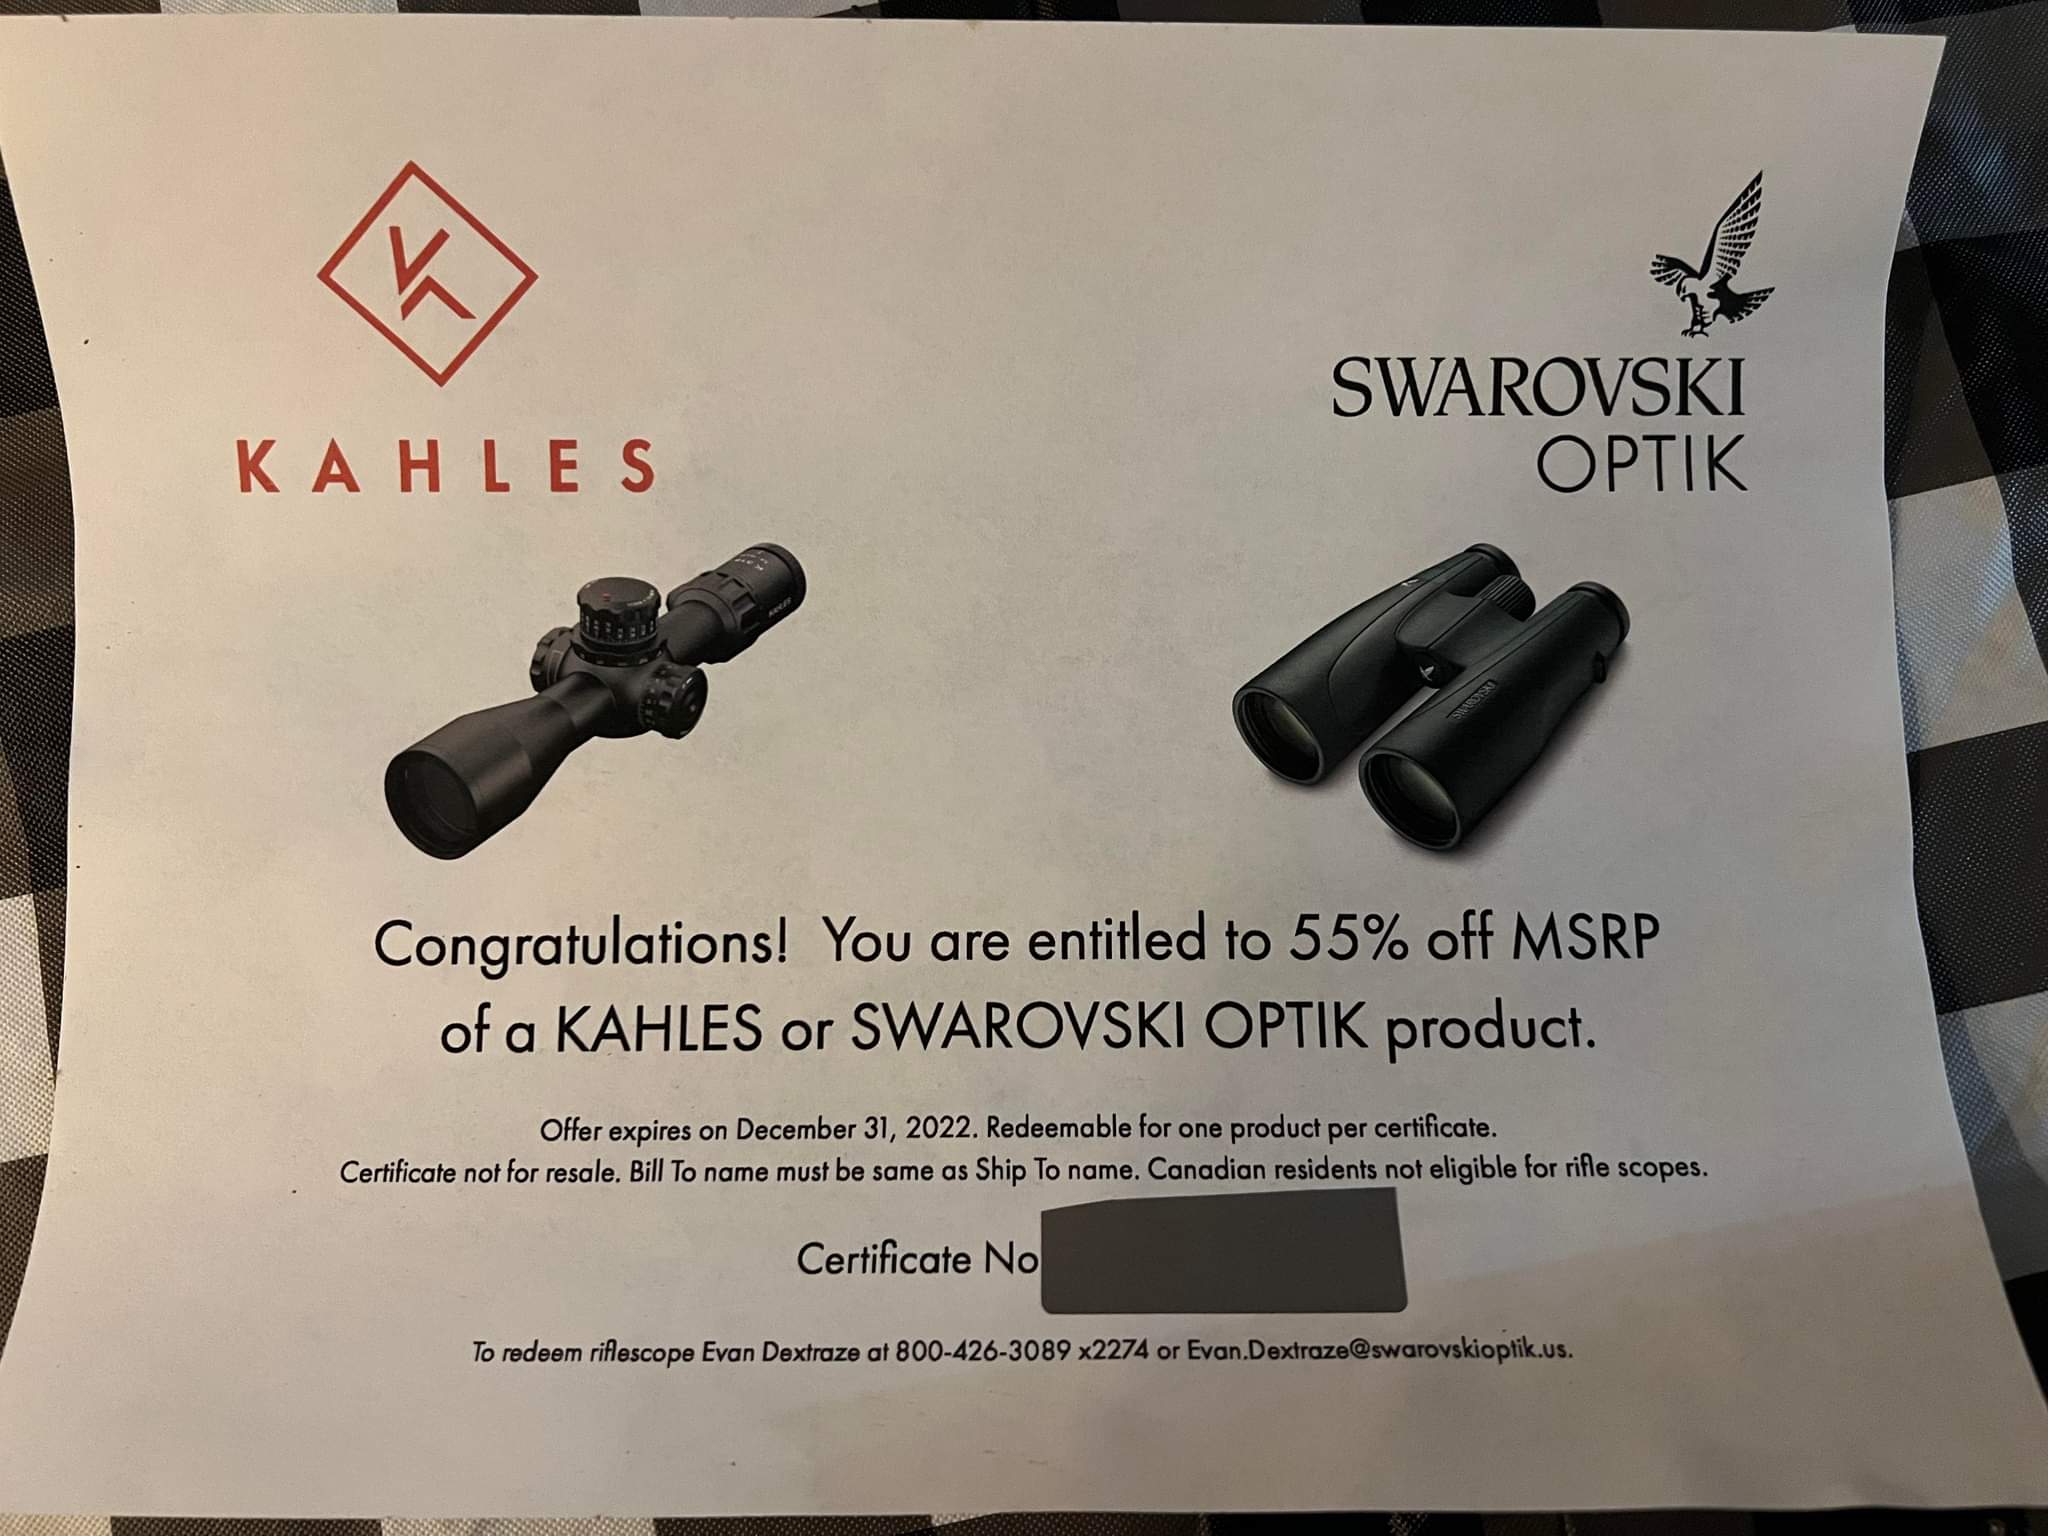 KAHLES
SWAROVSKI
OPTIK
KAHLES
SWAROVSKI
Congratulations! You are entitled to 55% off MSRP
of a KAHLES or SWAROVSKI OPTIK product.
Offer expires on December 31, 2022. Redeemable for one product per certificate.
Certificate not for resale. Bill To name must be same as Ship To name. Canadian residents not eligible for rifle scopes.
Certificate No
To redeem riflescope Evan Dextraze at 800-426-3089 x2274 or Evan.Dextraze@swarovskioptik.us.